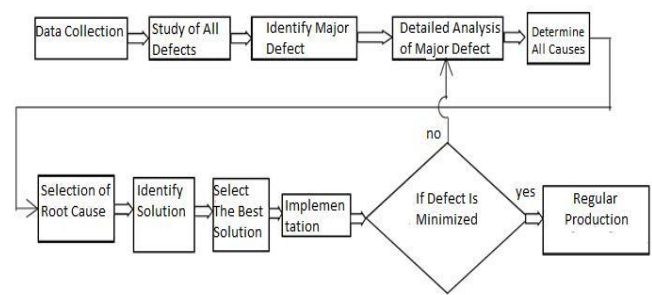 Data Collection
Study of All
Defects
Identify Major
Defect
Detailed Analysis
of Major Defect
Determine
All Causes
no
Selection of
Root Cause
Identify
Solution
Select
The Best
Solution
Implemen
tation
If Defect Is
Minimized
yes
Regular
Production